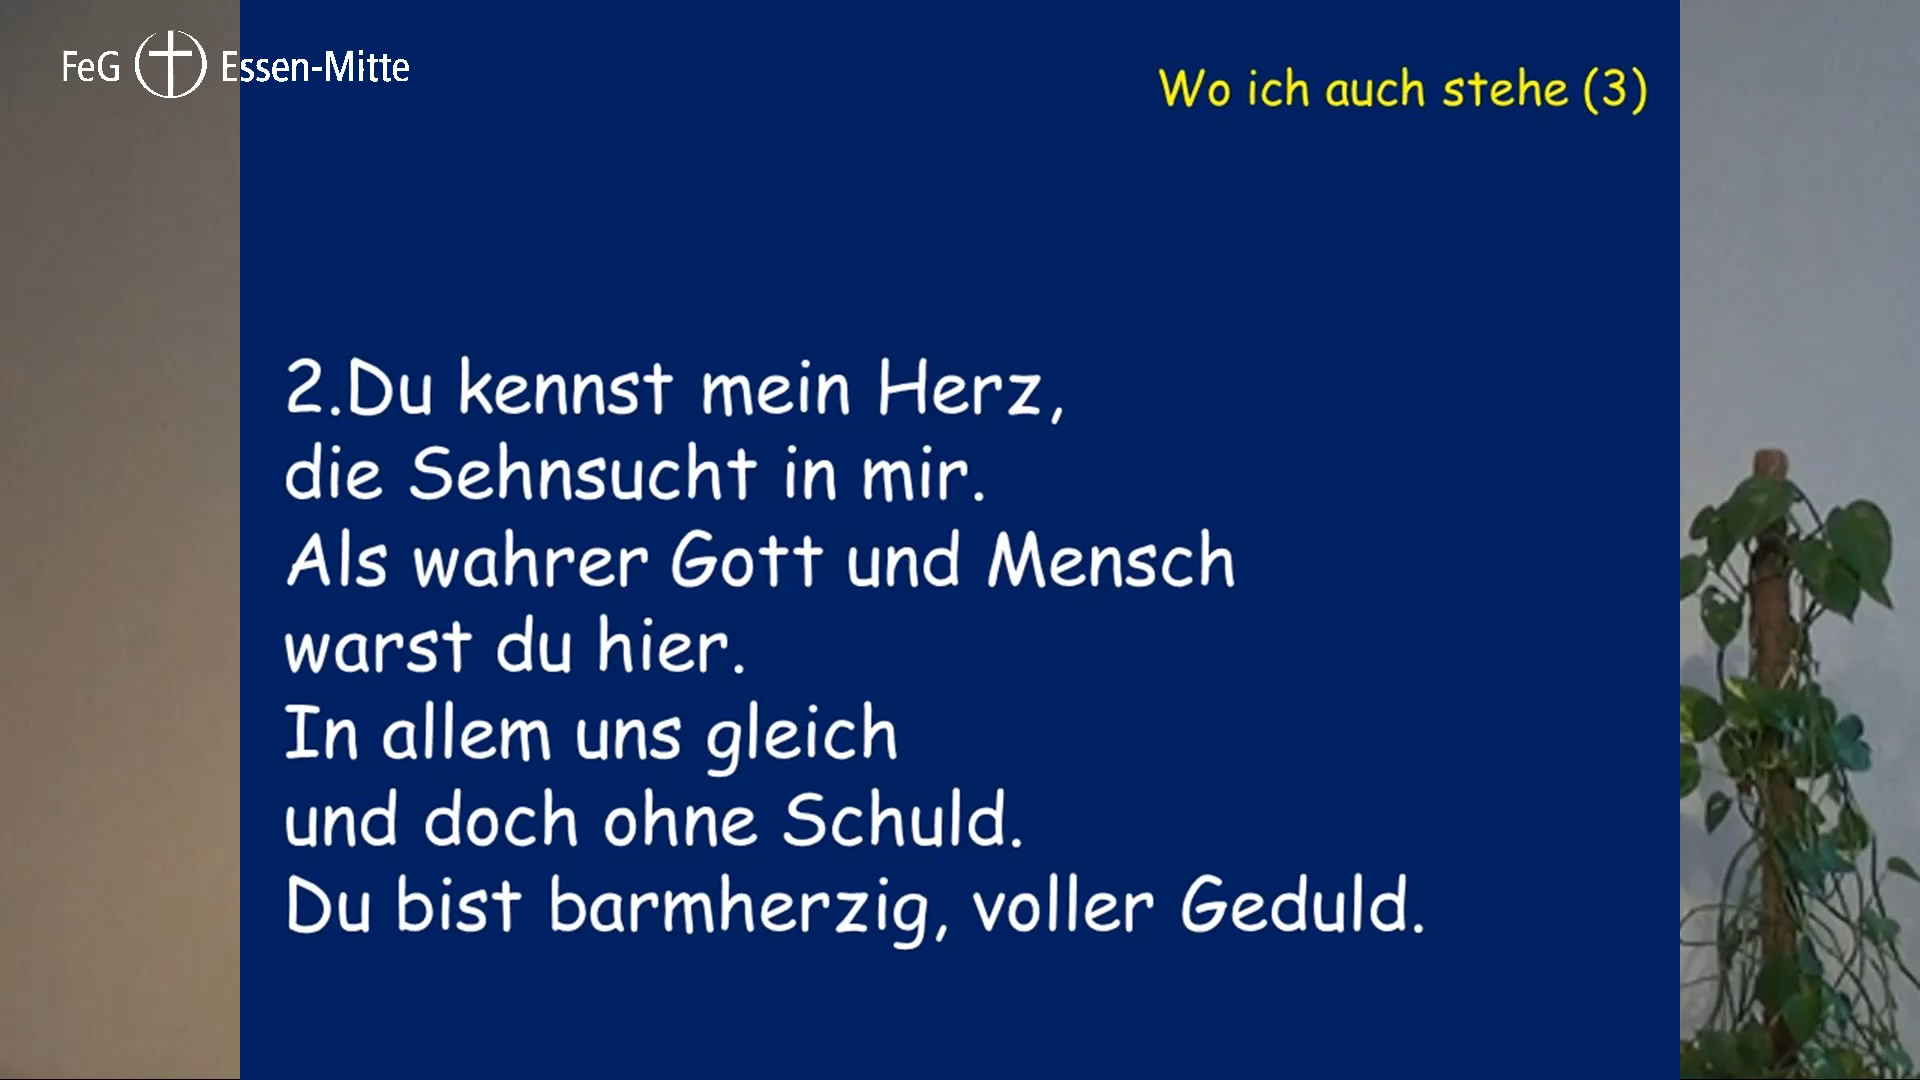 FeG Essen-Mitte
Wo ich auch stehe (3)
2.Du kennst mein Herz,
die Sehnsucht in mir.
Als wahrer Gott und Mensch
warst du hier.
In allem uns gleich
und doch ohne Schuld.
Du bist barmherzig, voller Geduld.